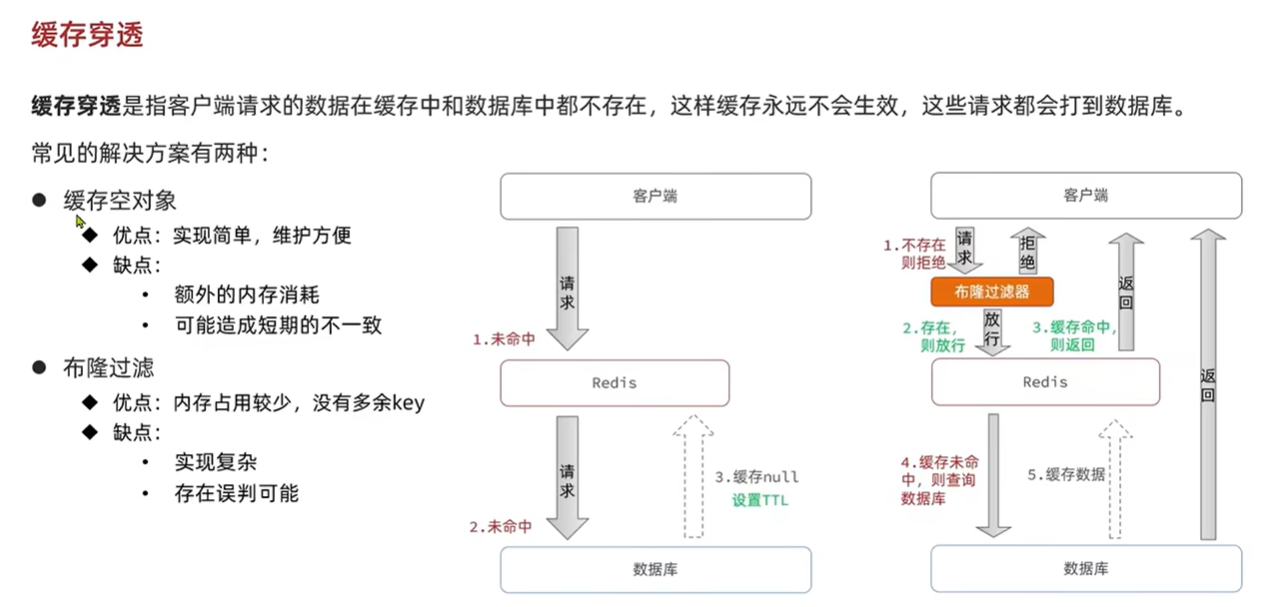 缓存穿透
缓存穿透是指客户端请求的数据在缓存中和数据库中都不存在，这样缓存永远不会生效，这些请求都会打到数据库。
常见的解决方案有两种：
● 缓存空对象
◆ 优点：实现简单，维护方便
◆ 缺点：
• 额外的内存消耗
• 可能造成短期的不一致
● 布隆过滤
◆ 优点：内存占用较少，没有多余key
◆ 缺点：
• 实现复杂
• 存在误判可能
客户端
请求
1.未命中
Redis
请求
2.未命中
3.缓存null
设置TTL
数据库
客户端
1.不存在
则拒绝
请求
拒绝
布隆过滤器
2.存在，
则放行
放行
3.缓存命中，
则返回
返回
Redis
4.缓存未命
中，则查询
数据库
5.缓存数据
返回
数据库